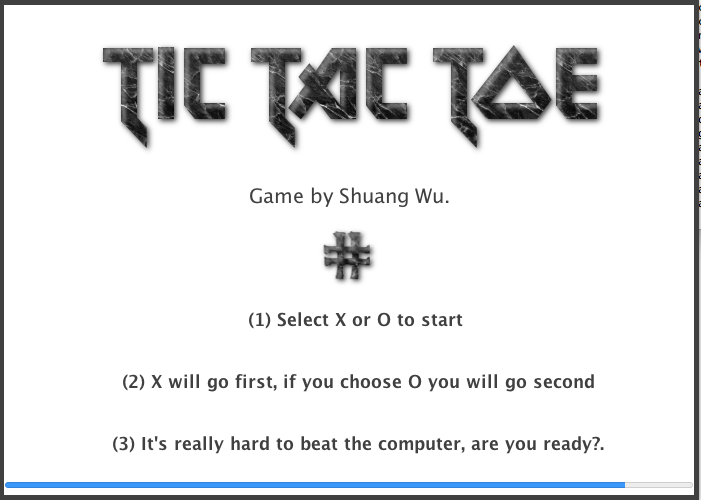 TIC TAC TOE
Game by Shuang Wu.
#
(1) Select X or O to start
(2) X will go first, if you choose O you will go second
(3) It's really hard to beat the computer, are you ready?.